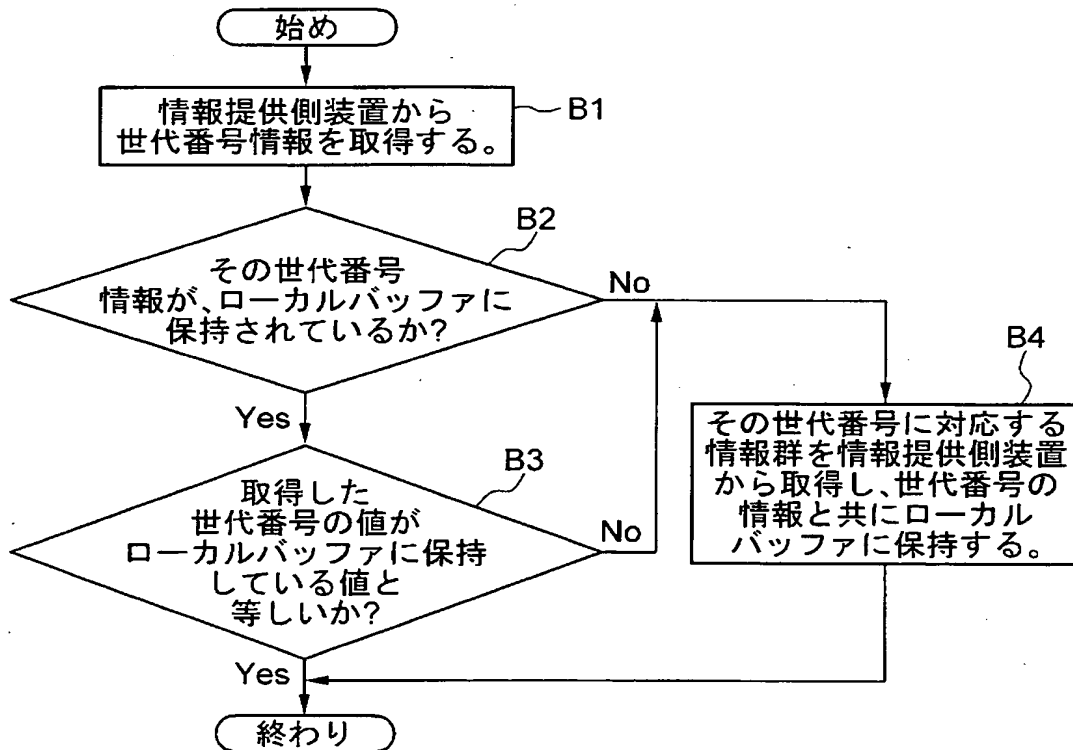 始め
情報提供側装置から
世代番号情報を取得する。
B1
B2
その世代番号
情報が、ローカルバッファに
保持されているか?
No
Yes
B4
その世代番号に対応する
情報群を情報提供側装置
から取得し、世代番号の
情報と共にローカル
バッファに保持する。
B3
取得した
世代番号の値が
ローカルバッファに保持
している値と
等しいか?
No
Yes
終わり